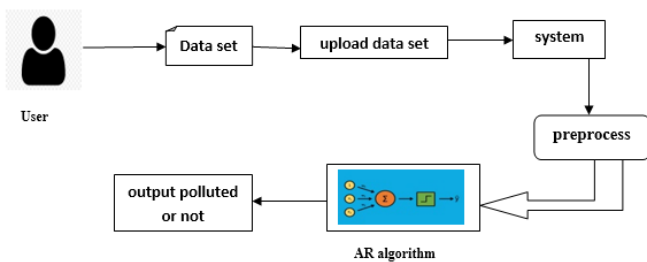 Data set
upload data set
system
User
preprocess
output polluted
or not
Σ
AR algorithm